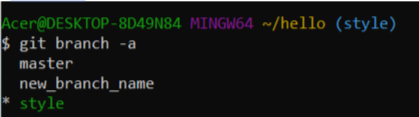 Acer@DESKTOP-8D49N84 MINGW64 ~/hello (style)
$ git branch -a
  master
  new_branch_name
* style